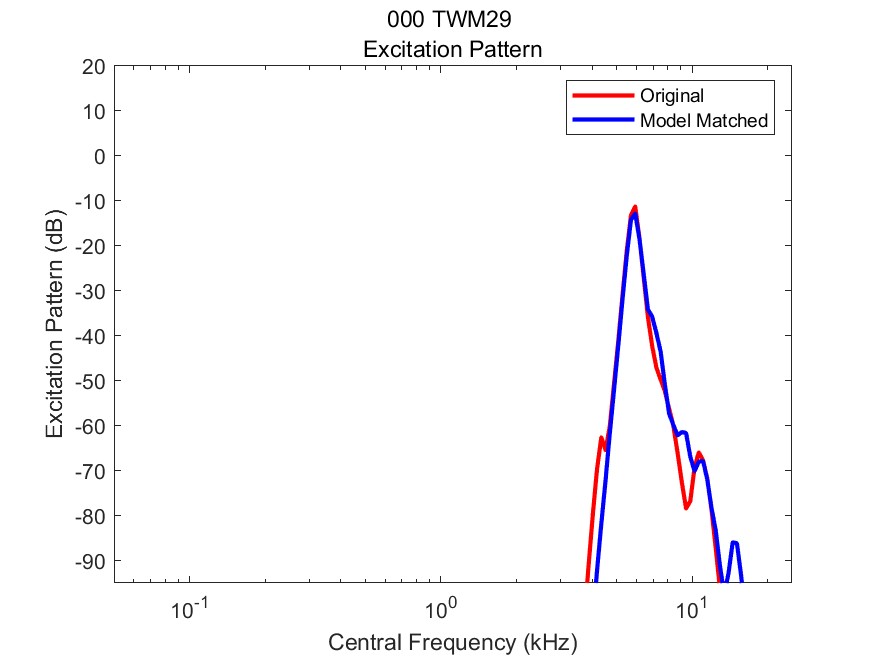 000 TWM29
Excitation Pattern
Original
Model Matched
20
10
0
-10
-20
-30
-40
-50
-60
-70
-80
-90
Excitation Pattern (dB)
10^-1
10^0
10^1
Central Frequency (kHz)